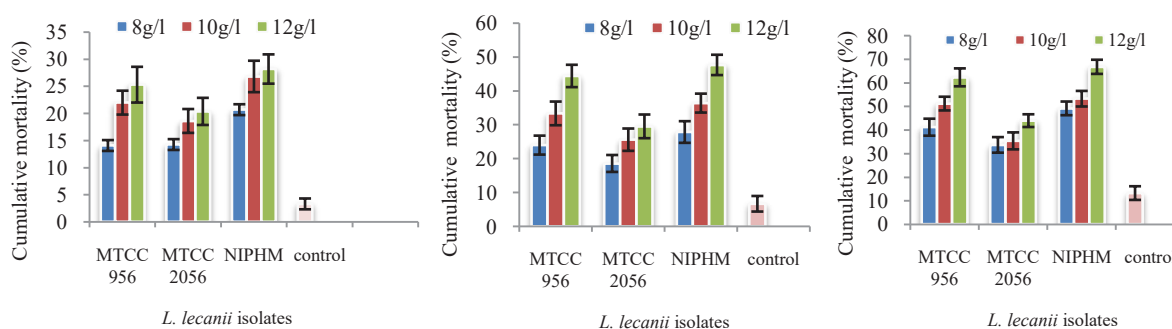 8g/l 10g/l 12g/l
Cumulative mortality (%)
35
30
25
20
15
10
5
0
MTCC 956
MTCC 2056
NIPHM
control
L. lecanii isolates
8g/l 10g/l 12g/l
Cumulative mortality (%)
60
50
40
30
20
10
0
MTCC 956
MTCC 2056
NIPHM
control
L. lecanii isolates
8g/l 10g/l 12g/l
Cumulative mortality (%)
80
70
60
50
40
30
20
10
0
MTCC 956
MTCC 2056
NIPHM
control
L. lecanii isolates